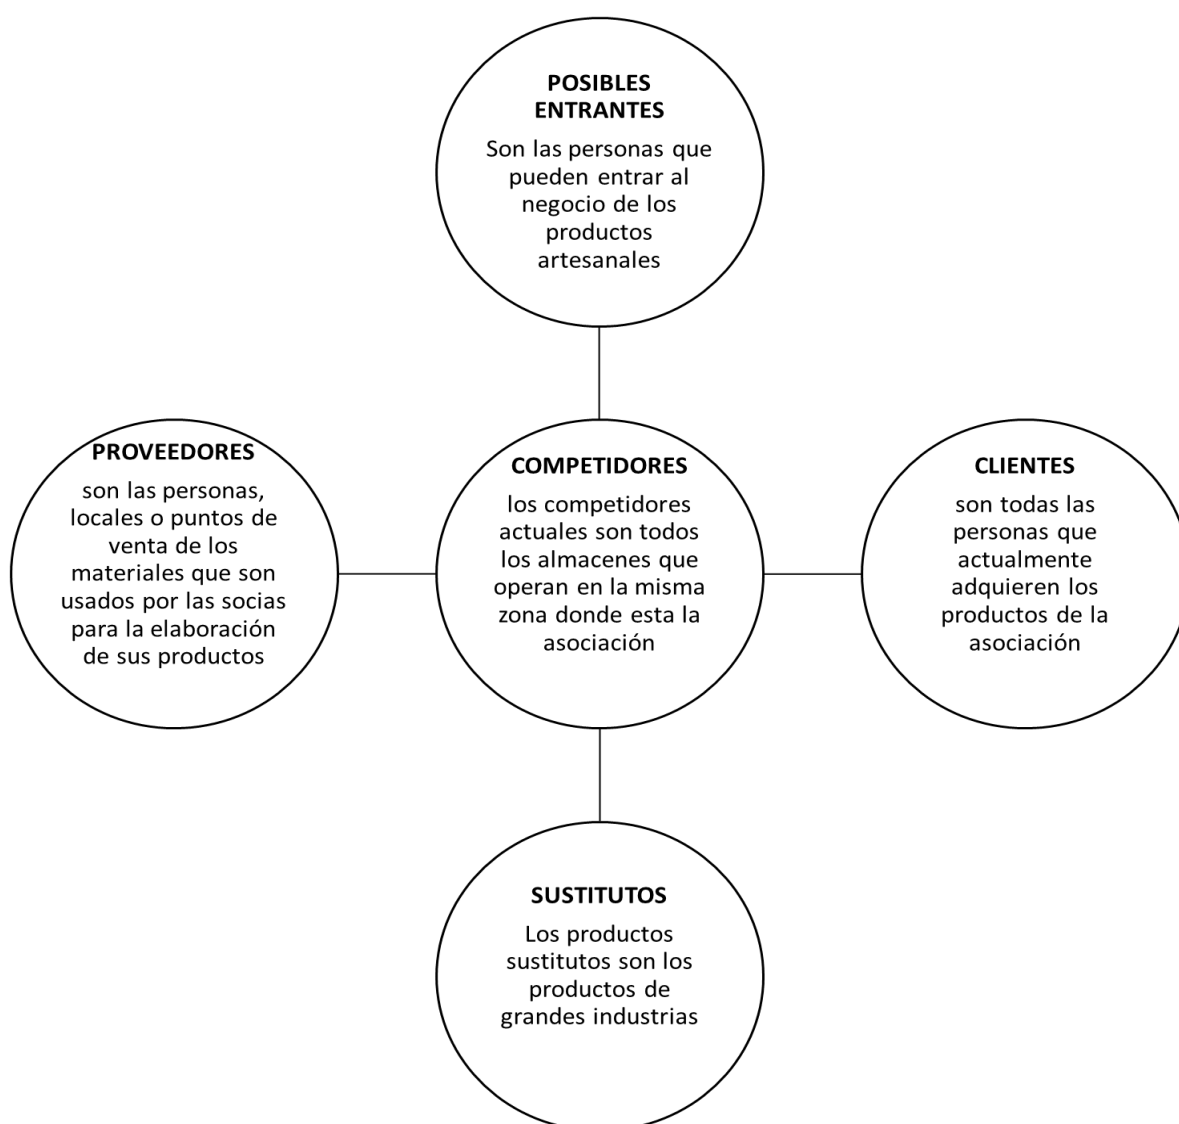 POSIBLES
ENTRANTES
Son las personas que
pueden entrar al
negocio de los
productos
artesanales
PROVEEDORES
son las personas,
locales o puntos de
venta de los
materiales que son
usados por las socias
para la elaboración
de sus productos
COMPETIDORES
los competidores
actuales son todos
los almacenes que
operan en la misma
zona donde esta la
asociación
CLIENTES
son todas las
personas que
actualmente
adquieren los
productos de la
asociación
SUSTITUTOS
Los productos
sustitutos son los
productos de
grandes industrias